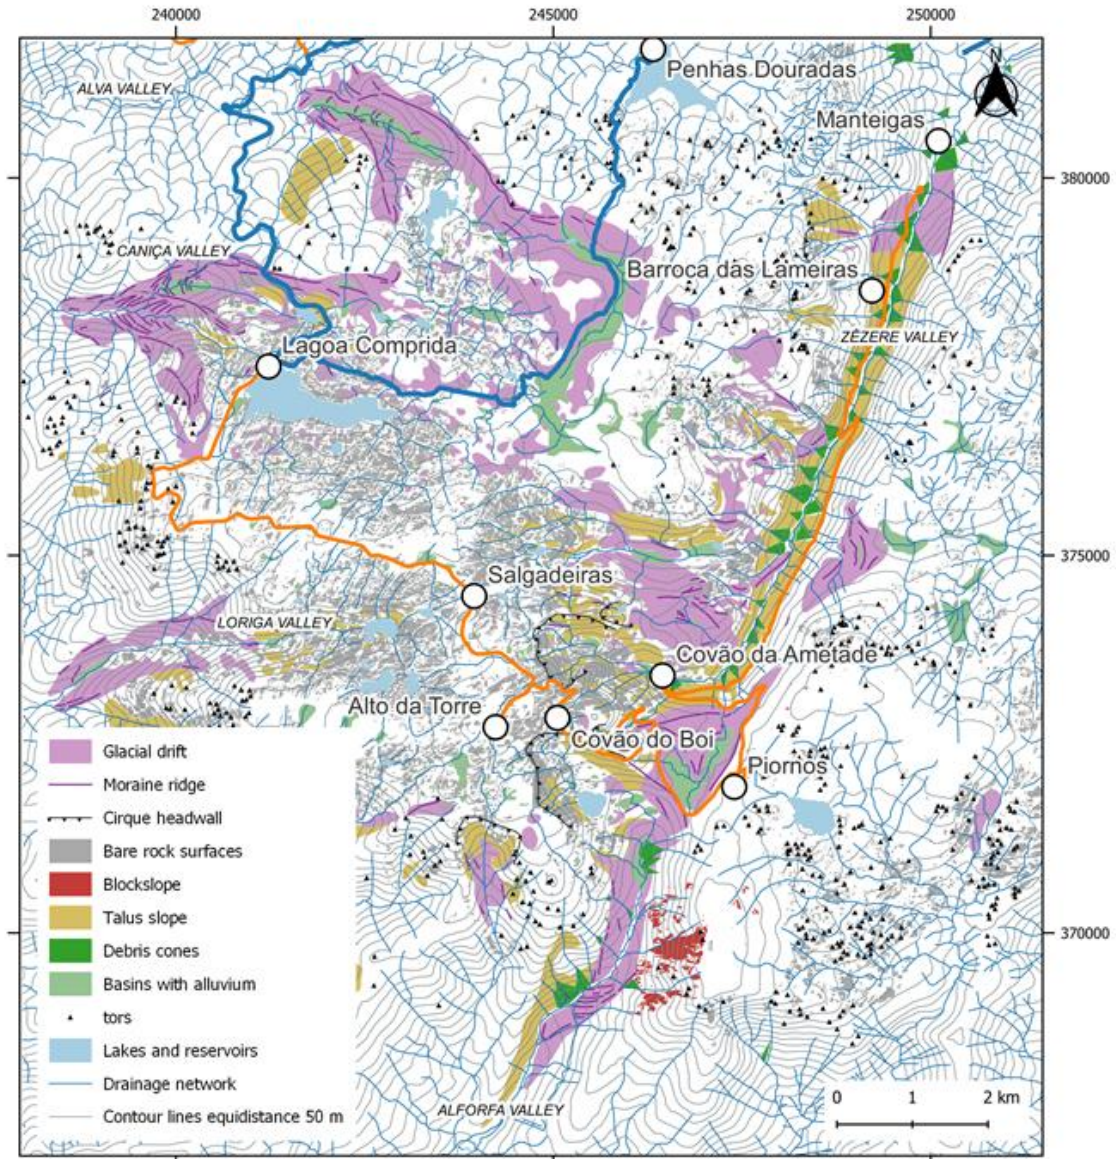 240000
245000
250000
N
Penhas Douradas
ALVA VALLEY
Manteigas
380000
CANIÇA VALLEY
Barroca das Lameiras
ZÊZERE VALLEY
Lagoa Comprida
375000
Salgadeiras
LORIGA VALLEY
Covão da Ametade
Alto da Torre
Covão do Boi
Piornos
Glacial drift
Moraine ridge
Cirque headwall
Bare rock surfaces
Blockslope
Talus slope
Debris cones
Basins with alluvium
tors
Lakes and reservoirs
Drainage network
Contour lines equidistance 50 m
370000
ALFORFA VALLEY
0 1 2 km